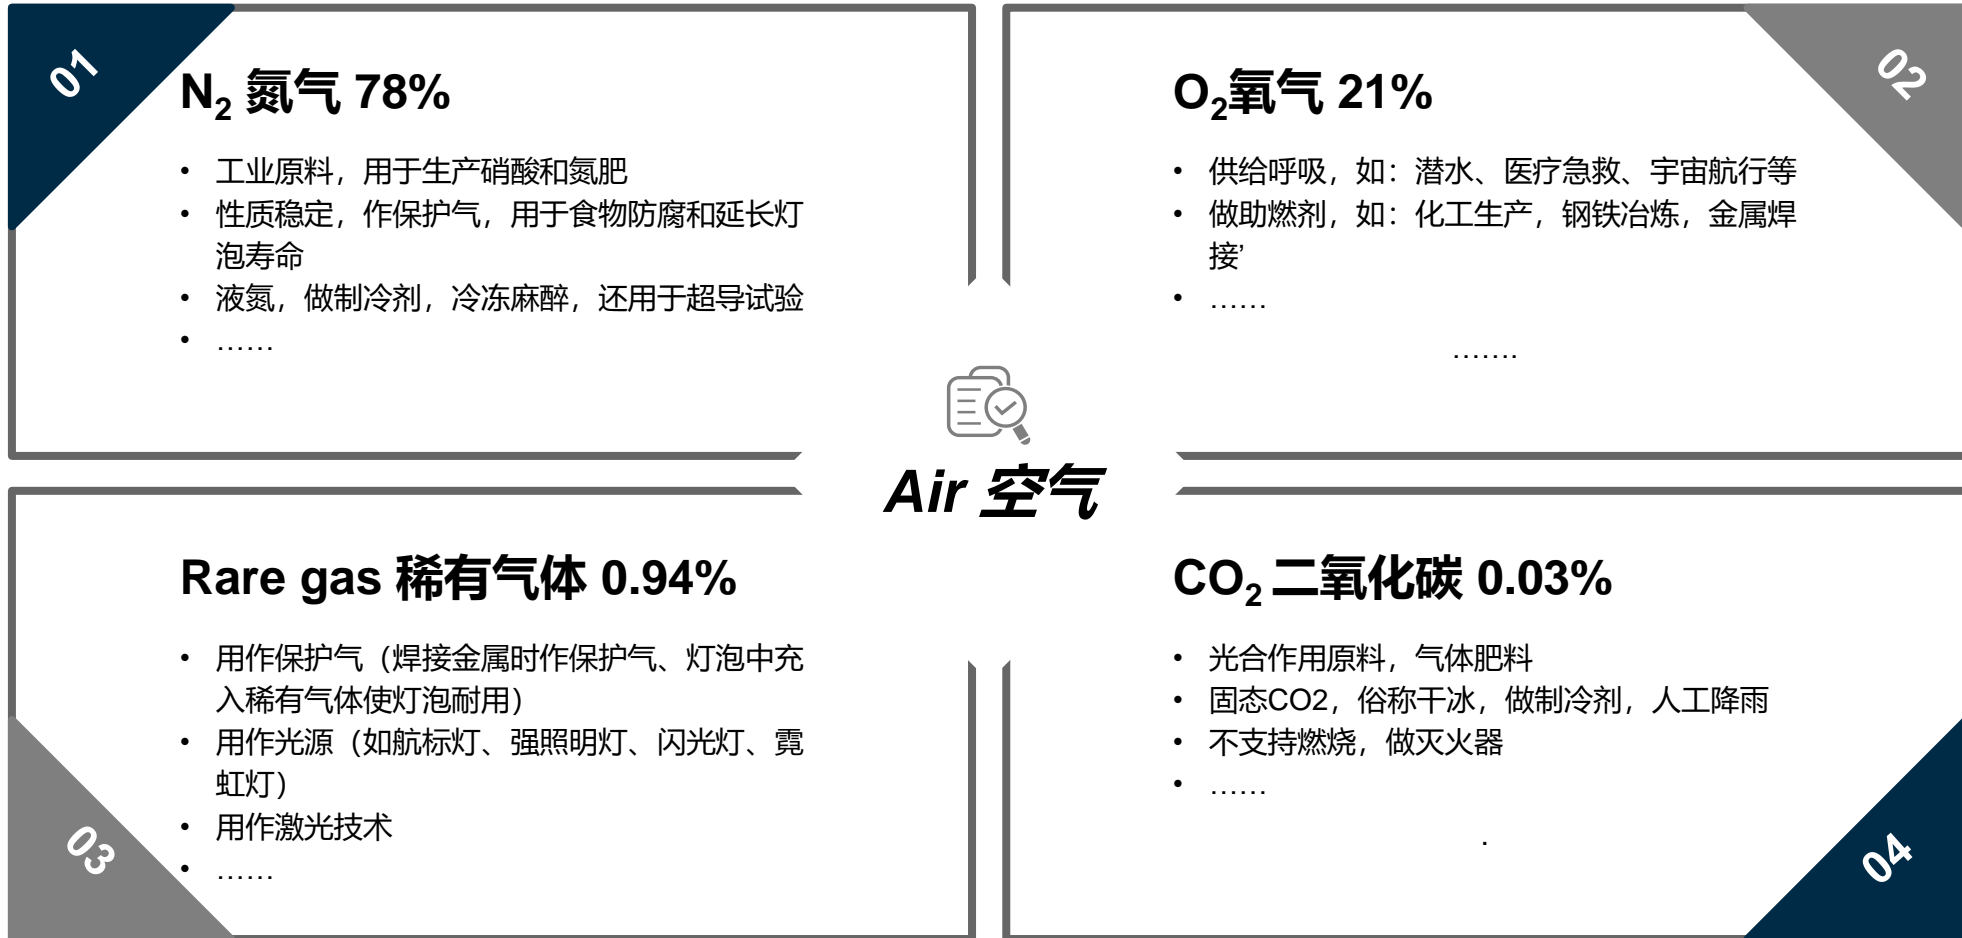 01
N₂ 氮气 78%
• 工业原料，用于生产硝酸和氮肥
• 性质稳定，作保护气，用于食物防腐和延长灯
泡寿命
• 液氮，做制冷剂，冷冻麻醉，还用于超导试验
• ……
02
O₂氧气 21%
• 供给呼吸，如：潜水、医疗急救、宇宙航行等
• 做助燃剂，如：化工生产，钢铁冶炼，金属焊
接’
• ……
…….
Air 空气
Rare gas 稀有气体 0.94%
• 用作保护气（焊接金属时作保护气、灯泡中充
入稀有气体使灯泡耐用）
• 用作光源（如航标灯、强照明灯、闪光灯、霓
虹灯）
• 用作激光技术
• ……
03
CO₂ 二氧化碳 0.03%
• 光合作用原料，气体肥料
• 固态CO2，俗称干冰，做制冷剂，人工降雨
• 不支持燃烧，做灭火器
• ……
.
04